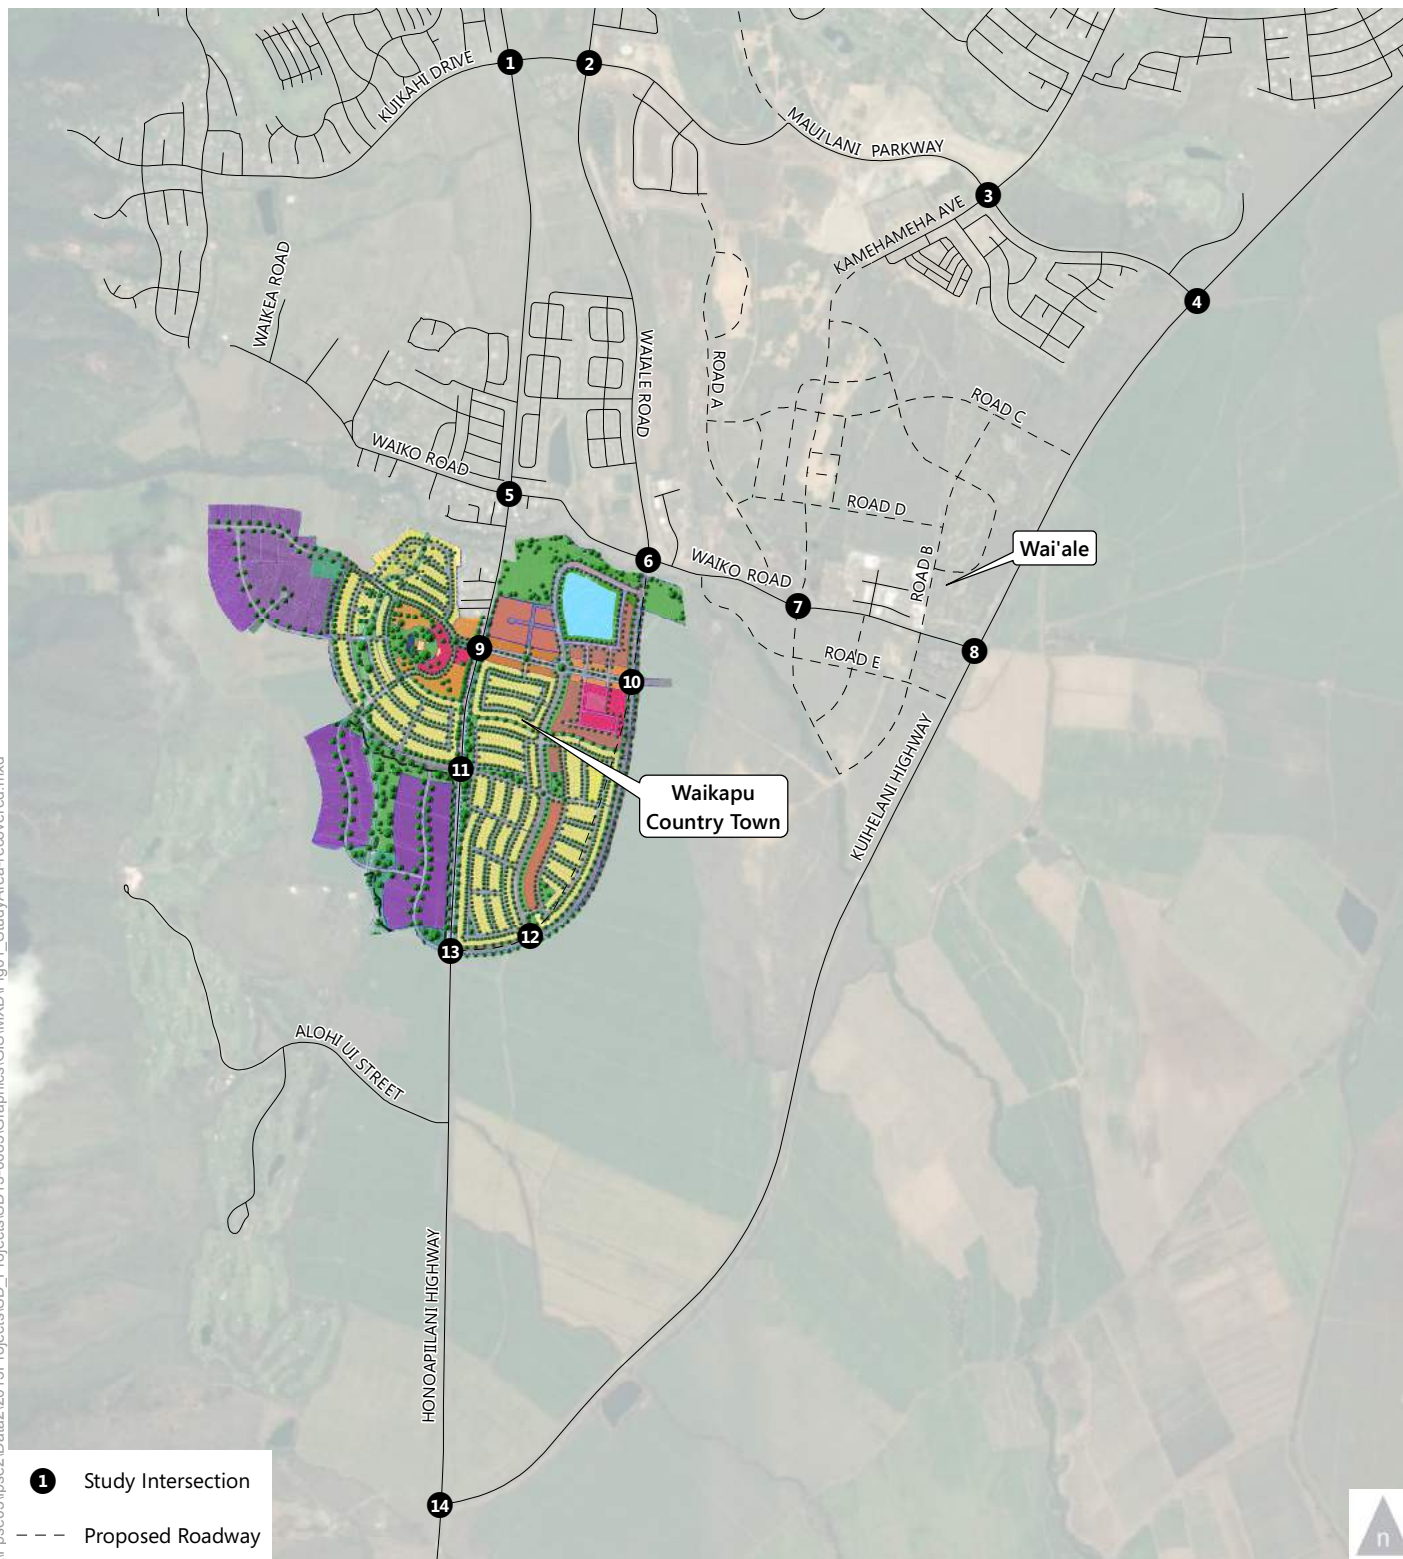 1
2
KUIKAHI DRIVE
MAUI LANI PARKWAY
3
KAMEHAMEHA AVE
4
WAIKEA ROAD
WAIALE ROAD
ROAD A
ROAD C
WAIKO ROAD
5
ROAD D
6
WAIKO ROAD
ROAD B
Wai'ale
7
8
ROAD E
9
10
11
Waikapu
Country Town
KUIHELANI HIGHWAY
12
13
ALOHI UI STREET
HONOAPIILANI HIGHWAY
14
1 Study Intersection
Proposed Roadway
n